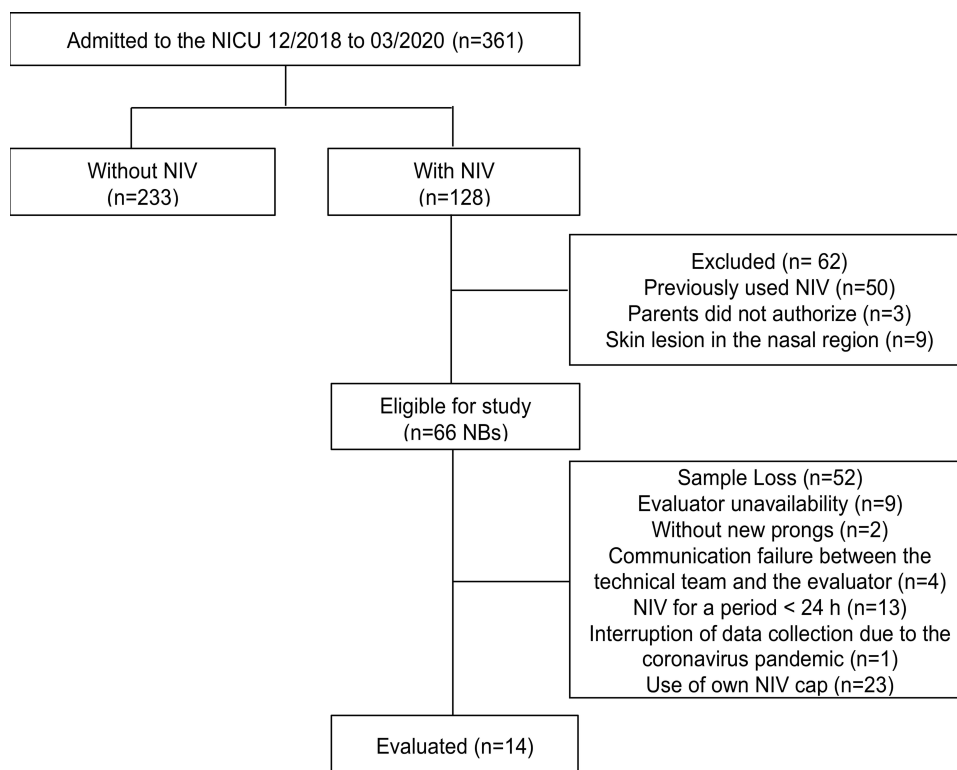 Admitted to the NICU 12/2018 to 03/2020 (n=361)
Without NIV
(n=233)
With NIV
(n=128)
Excluded (n= 62)
Previously used NIV (n=50)
Parents did not authorize (n=3)
Skin lesion in the nasal region (n=9)
Eligible for study
(n=66 NBs)
Sample Loss (n=52)
Evaluator unavailability (n=9)
Without new prongs (n=2)
Communication failure between the
technical team and the evaluator (n=4)
NIV for a period < 24 h (n=13)
Interruption of data collection due to the
coronavirus pandemic (n=1)
Use of own NIV cap (n=23)
Evaluated (n=14)